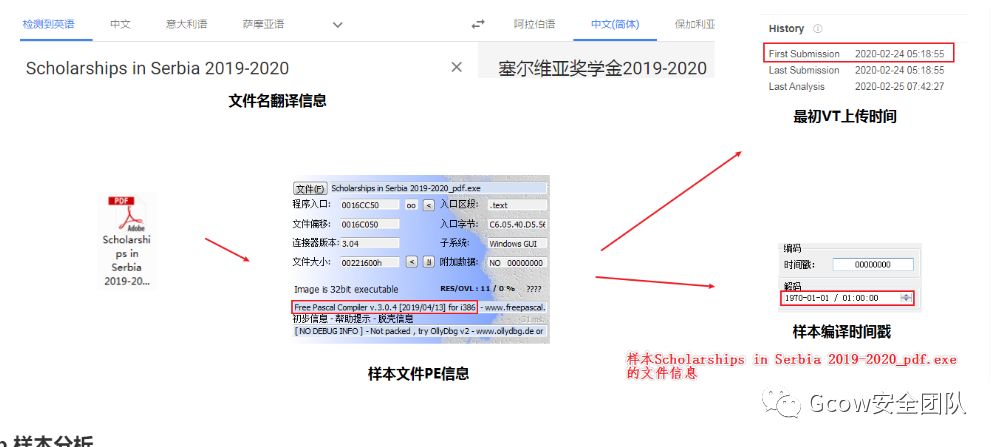 检测到英语 中文 意大利语 萨摩亚语 阿拉伯语 中文(简体) 保加利亚
Scholarships in Serbia 2019-2020 × 塞尔维亚奖学金2019-2020
文件名翻译信息
History
First Submission 2020-02-24 05:18:55
Last Submission 2020-02-24 05:18:55
Last Analysis 2020-02-25 07:42:27
最初VT上传时间
PDF
Adobe
Scholarshi
ps in
Serbia
2019-20...
文件(F) Scholarships in Serbia 2019-2020_pdf.exe
程序入口: 0016CC50 oo < 入口区段: .text
文件偏移: 0016C050 入口字节: C6.05.40.D5.56
连接器版本: 3.04 子系统: Windows GUI
文件大小: 00221600h < 附加数据: NO 00000000
Image is 32bit executable RES/OVL : 11 / 0 % ????
Free Pascal Compiler v.3.0.4 [2019/04/13] for i386 - www.freepascal.
初步信息 - 帮助提示 - 脱壳信息
[ NO DEBUG INFO ] - Not packed , try OllyDbg v2 - www.ollydbg.de or
样本文件PE信息
编码
时间戳: 00000000
解码
1970-01-01 / 01:00:00
样本编译时间戳
样本Scholarships in Serbia 2019-2020_pdf.exe
的文件信息
Gcow安全团队
样本分析